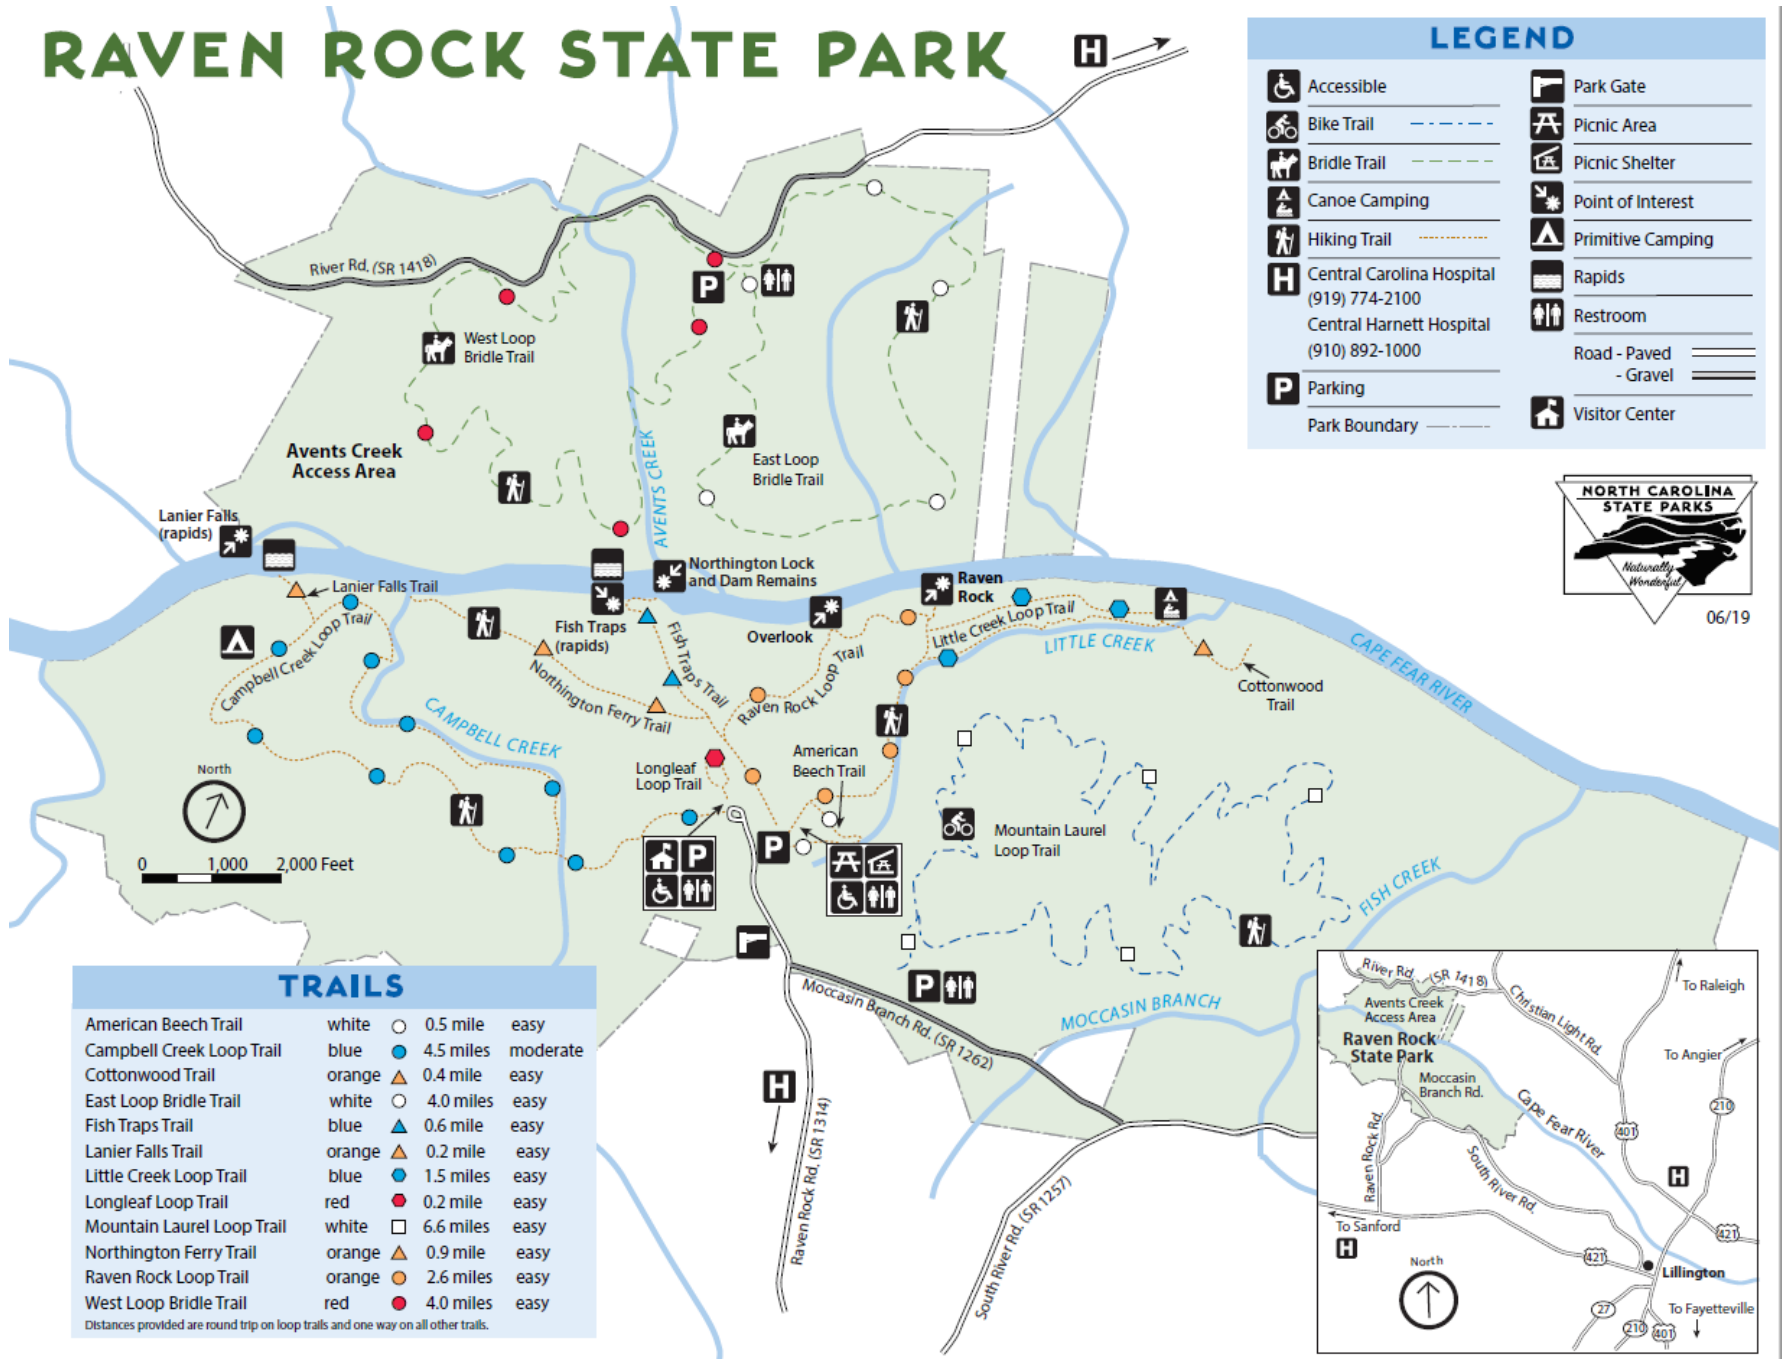 RAVEN ROCK STATE PARK
H
LEGEND
Accessible
Bike Trail
Bridle Trail
Canoe Camping
Hiking Trail
H
Central Carolina Hospital
(919) 774-2100
Central Harnett Hospital
(910) 892-1000
P
Parking
Park Boundary
Park Gate
Picnic Area
Picnic Shelter
Point of Interest
Primitive Camping
Rapids
Restroom
Road - Paved
- Gravel
Visitor Center
NORTH CAROLINA
STATE PARKS
Naturally
Wonderful
06/19
River Rd. (SR 1418)
P
West Loop
Bridle Trail
Avents Creek
Access Area
AVENTS CREEK
East Loop
Bridle Trail
Lanier Falls
(rapids)
Lanier Falls Trail
Northington Lock
and Dam Remains
Raven
Rock
Campbell Creek Loop Trail
Fish Traps
(rapids)
Fish Traps Trail
Overlook
Little Creek Loop Trail
LITTLE CREEK
CAPE FEAR RIVER
Cottonwood
Trail
Northington Ferry Trail
Raven Rock Loop Trail
CAMPBELL CREEK
Longleaf
Loop Trail
American
Beech Trail
North
0 1,000 2,000 Feet
P
P
Mountain Laurel
Loop Trail
FISH CREEK
P
Moccasin Branch Rd. (SR 1262)
MOCCASIN BRANCH
H
Raven Rock Rd. (SR 1314)
South River Rd. (SR 1257)
TRAILS
American Beech Trail white 0.5 mile easy
Campbell Creek Loop Trail blue 4.5 miles moderate
Cottonwood Trail orange 0.4 mile easy
East Loop Bridle Trail white 4.0 miles easy
Fish Traps Trail blue 0.6 mile easy
Lanier Falls Trail orange 0.2 mile easy
Little Creek Loop Trail blue 1.5 miles easy
Longleaf Loop Trail red 0.2 mile easy
Mountain Laurel Loop Trail white 6.6 miles easy
Northington Ferry Trail orange 0.9 mile easy
Raven Rock Loop Trail orange 2.6 miles easy
West Loop Bridle Trail red 4.0 miles easy
Distances provided are round trip on loop trails and one way on all other trails.
River Rd. (SR 1418)
To Raleigh
Avents Creek
Access Area
Christian Light Rd.
Raven Rock
State Park
To Angier
Moccasin
Branch Rd.
Cape Fear River
210
401
Raven Rock Rd.
South River Rd.
H
To Sanford
H
421
421
North
Lillington
27
To Fayetteville
210
401